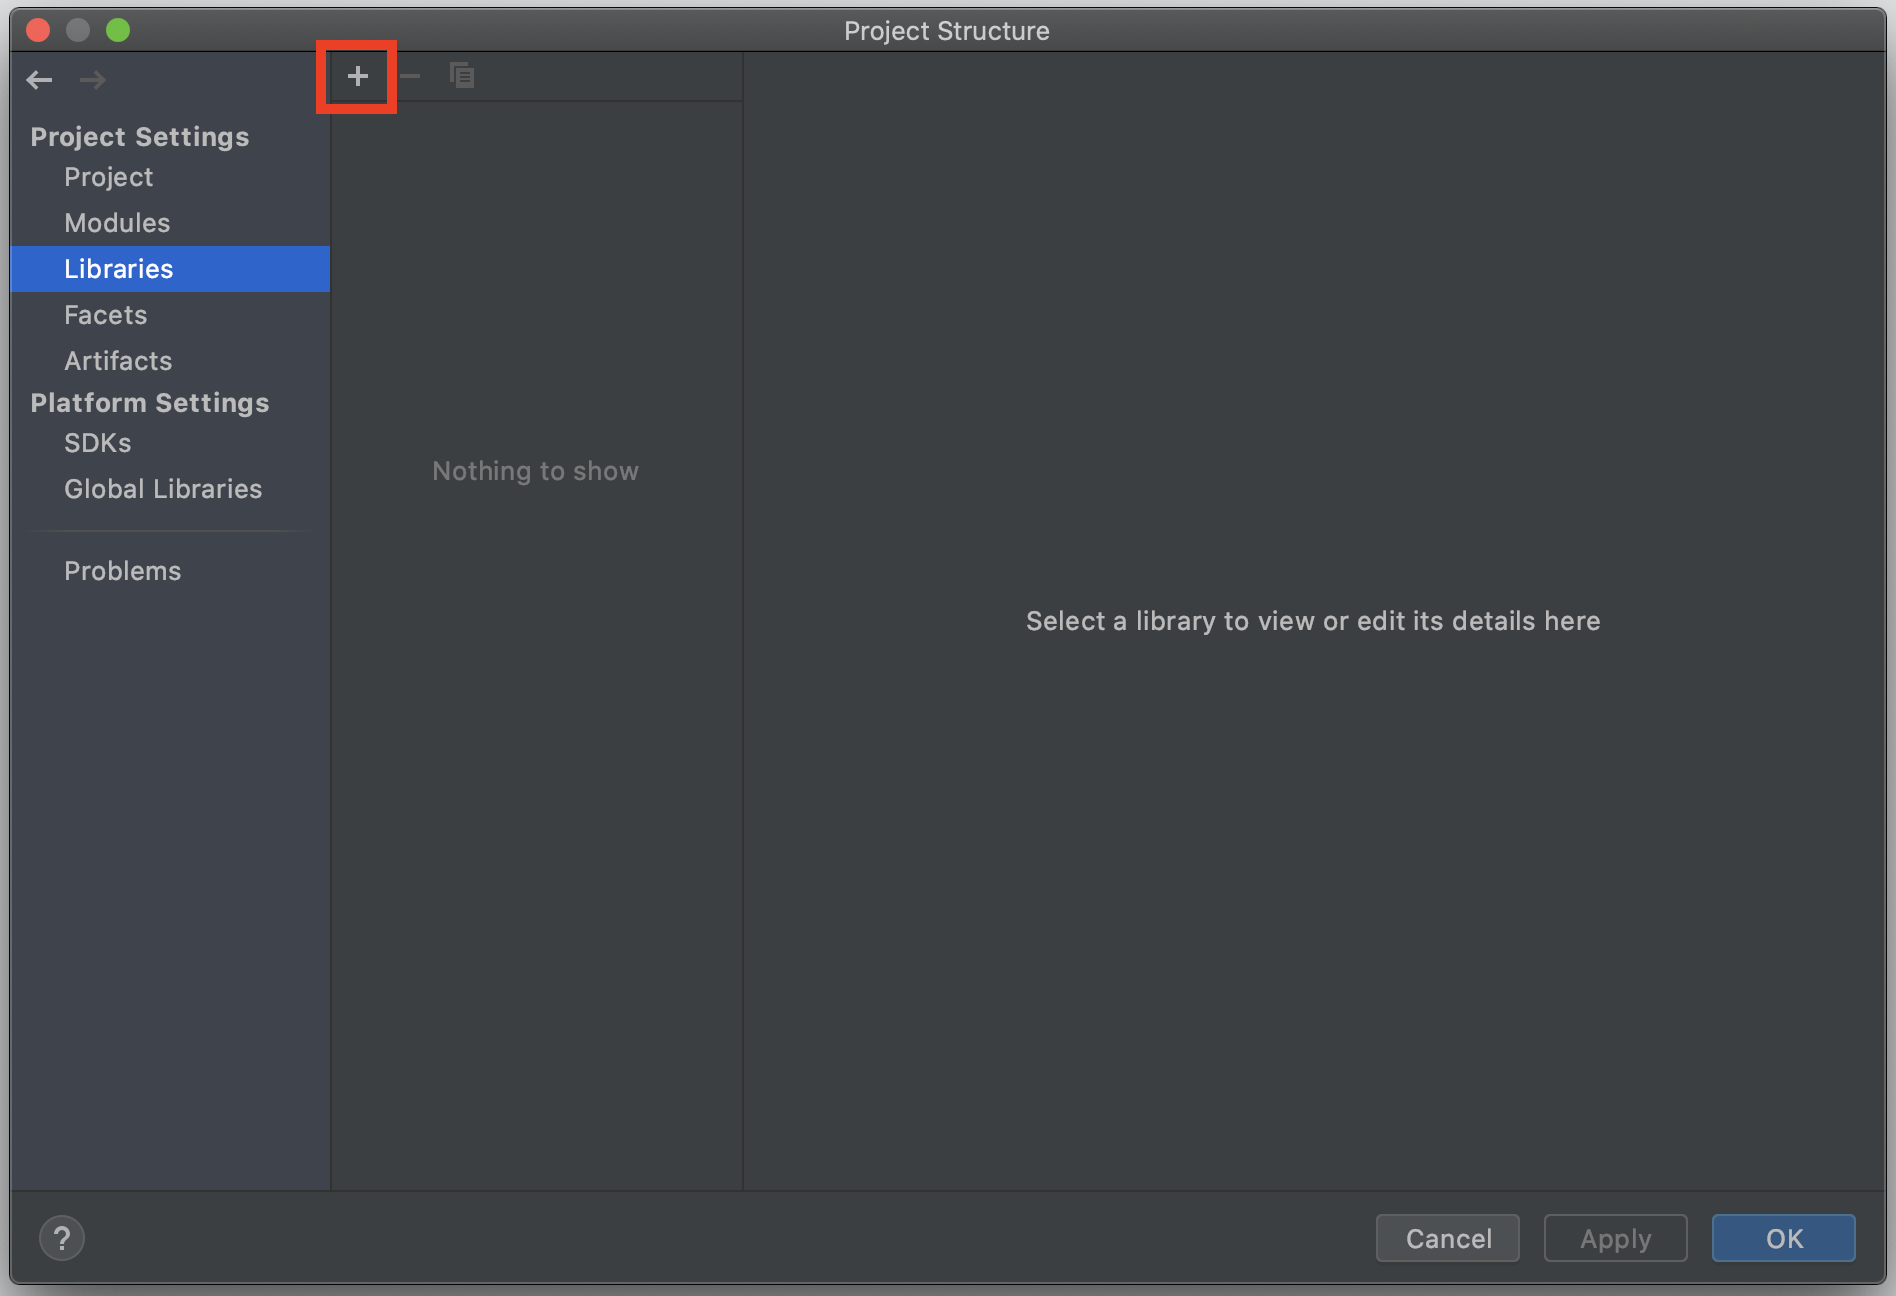 Project Structure
Project Settings
Project
Modules
Libraries
Facets
Artifacts
Platform Settings
SDKs
Global Libraries
Problems
Nothing to show
Select a library to view or edit its details here
?
Cancel
Apply
OK